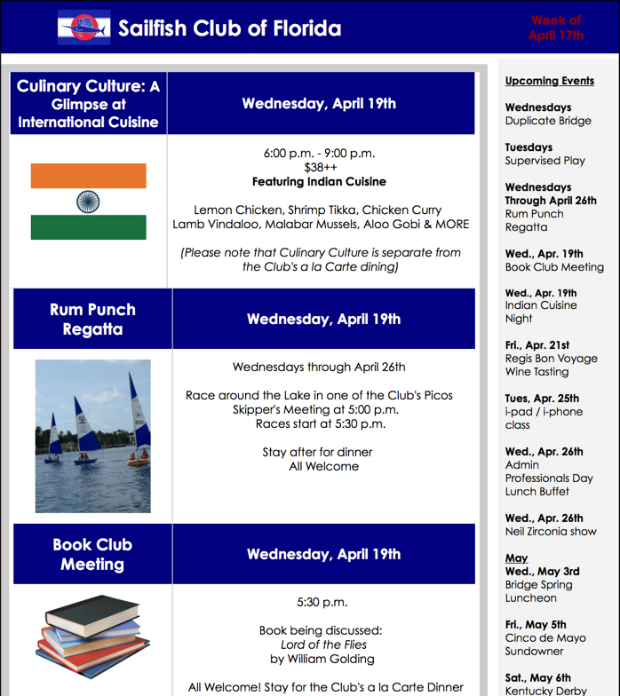 Sailfish Club of Florida
Week of
April 17th
Culinary Culture: A
Glimpse at
International Cuisine
Wednesday, April 19th
6:00 p.m. - 9:00 p.m.
$38++
Featuring Indian Cuisine
Lemon Chicken, Shrimp Tikka, Chicken Curry
Lamb Vindaloo, Malabar Mussels, Aloo Gobi & MORE
(Please note that Culinary Culture is separate from
the Club's a la Carte dining)
Rum Punch
Regatta
Wednesday, April 19th
Wednesdays through April 26th
Race around the Lake in one of the Club's Picos
Skipper's Meeting at 5:00 p.m.
Races start at 5:30 p.m.
Stay after for dinner
All Welcome
Book Club
Meeting
Wednesday, April 19th
5:30 p.m.
Book being discussed:
Lord of the Flies
by William Golding
All Welcome! Stay for the Club's a la Carte Dinner
Upcoming Events
Wednesdays
Duplicate Bridge
Tuesdays
Supervised Play
Wednesdays
Through April 26th
Rum Punch
Regatta
Wed., Apr. 19th
Book Club Meeting
Wed., Apr. 19th
Indian Cuisine
Night
Fri., Apr. 21st
Regis Bon Voyage
Wine Tasting
Tues, Apr. 25th
i-pad / i-phone
class
Wed., Apr. 26th
Admin
Professionals Day
Lunch Buffet
Wed., Apr. 26th
Neil Zirconia show
May
Wed., May 3rd
Bridge Spring
Luncheon
Fri., May 5th
Cinco de Mayo
Sundowner
Sat., May 6th
Kentucky Derby